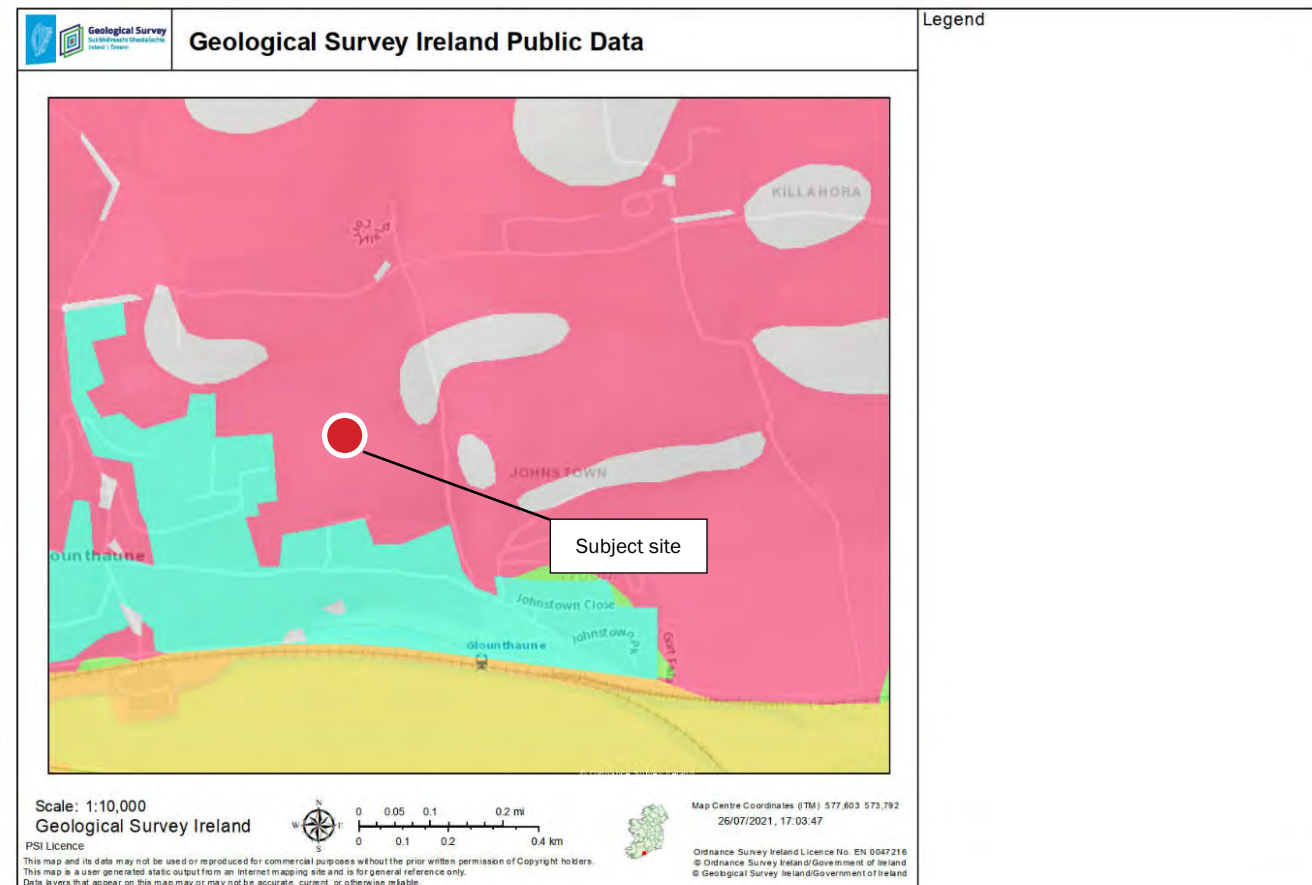 Geological Survey
Suirbhéireacht Gheolaíochta
Ireland | Éireann
Geological Survey Ireland Public Data
Legend
KILLAHORA
JOHNSTOWN
Subject site
ounthaune
WOOD
Johnstown Close
Johnstown Pk
Glounthaune
Scale: 1:10,000
Geological Survey Ireland
PSI Licence
N
W
E
S
0 0.05 0.1 0.2 mi
0 0.1 0.2 0.4 km
Map Centre Coordinates (ITM) 577,603 573,792
26/07/2021, 17:03:47
Ordnance Survey Ireland Licence No. EN 0047216
© Ordnance Survey Ireland/Government of Ireland
© Geological Survey Ireland/Government of Ireland
This map and its data may not be used or reproduced for commercial purposes without the prior written permission of Copyright holders.
This map is a user generated static output from an Internet mapping site and is for general reference only.
Data layers that appear on this map may or may not be accurate, current, or otherwise reliable.